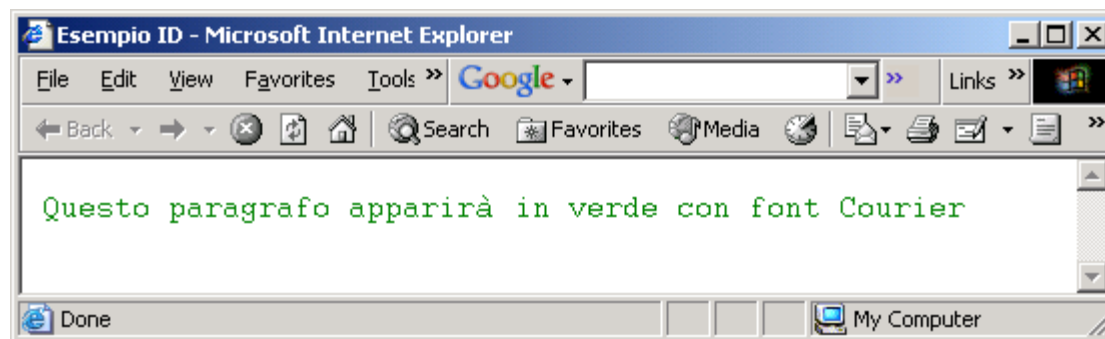 Esempio ID - Microsoft Internet Explorer
File Edit View Favorites Tools » Google » Links »
Back Search Favorites Media »
Questo paragrafo apparirà in verde con font Courier
Done My Computer